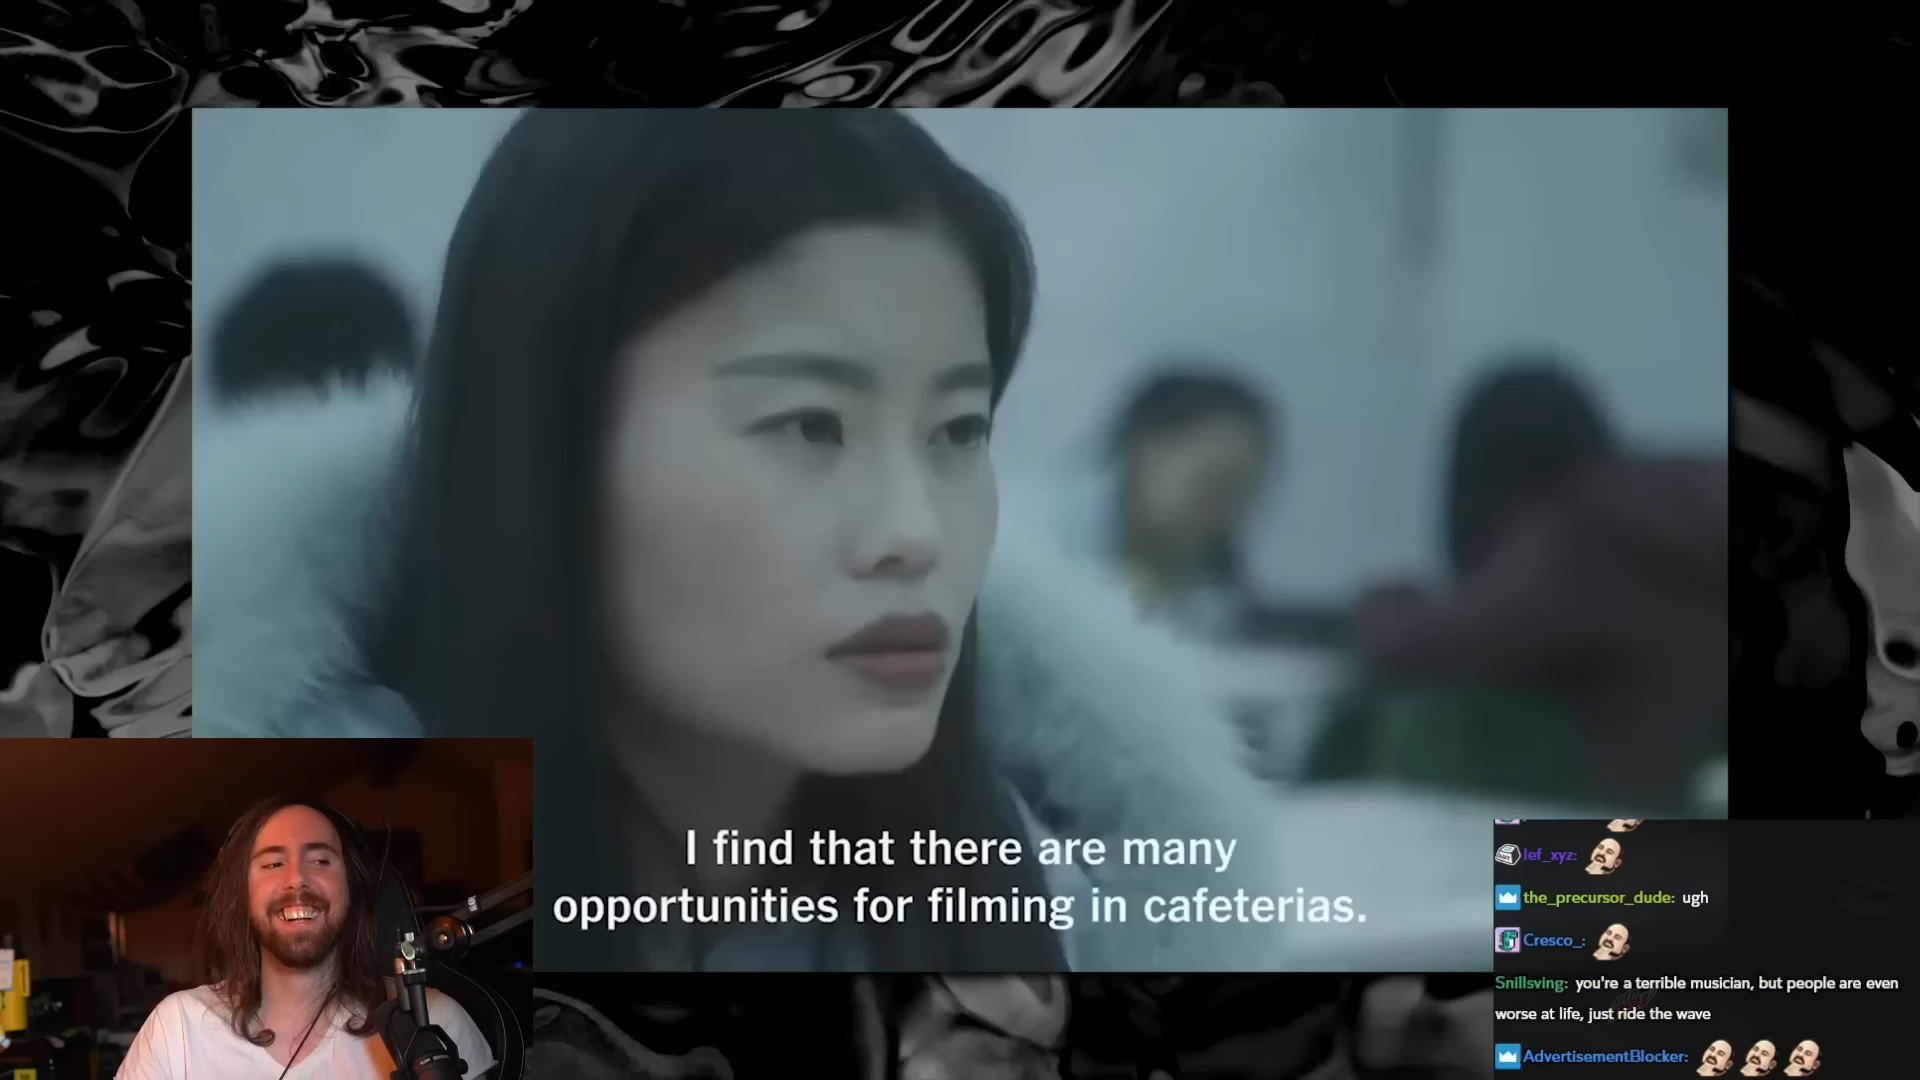 I find that there are many
opportunities for filming in cafeterias.
lef_xyz:
the_precursor_dude: ugh
Cresco_:
Snillsving: you're a terrible musician, but people are even
worse at life, just ride the wave
AdvertisementBlocker: